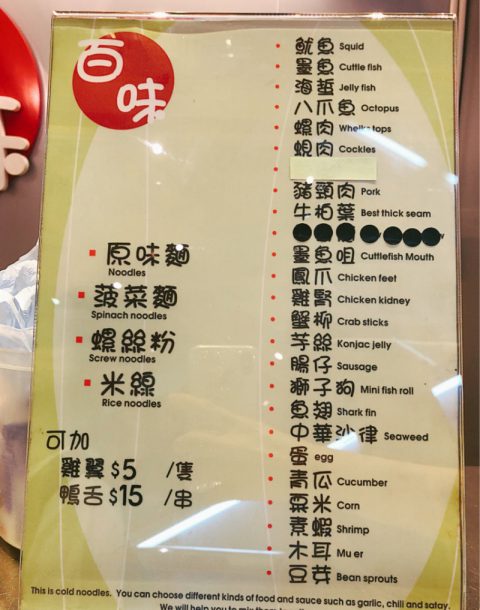 百味
原味麵
Noodles
菠菜麵
Spinach noodles
螺絲粉
Screw noodles
米線
Rice noodles
可加
雞翼 $5 /隻
鴨舌 $15 /串
魷魚 Squid
墨魚 Cuttle fish
海蜇 Jelly fish
八爪魚 Octopus
螺肉 Whelks tops
蜆肉 Cockles
豬頸肉 Pork
牛柏葉 Best thick seam
墨魚咀 Cuttlefish Mouth
鳳爪 Chicken feet
雞腎 Chicken kidney
蟹柳 Crab sticks
芋絲 Konjac jelly
腸仔 Sausage
獅子狗 Mini fish roll
魚翅 Shark fin
中華沙律 Seaweed
蛋 egg
青瓜 Cucumber
粟米 Corn
素蝦 Shrimp
木耳 Mu er
豆芽 Bean sprouts
This is cold noodles. You can choose different kinds of food and sauce such as garlic, chili and satay.
We will help you to mix them